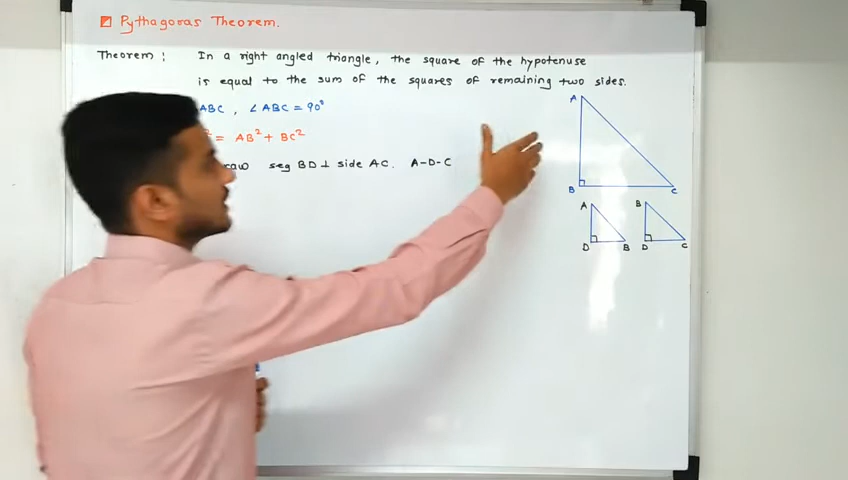 Pythagoras Theorem.
Theorem : In a right angled triangle, the square of the hypotenuse
is equal to the sum of the squares of remaining two sides.
ABC, ∠ABC = 90°
² = AB² + BC²
seg BD ⊥ side AC. A-D-C
A
B C
A B
D B D C